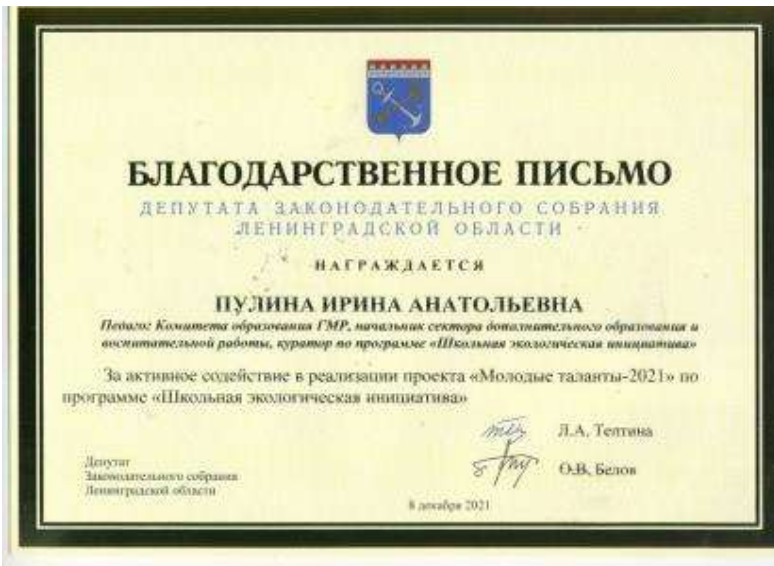 БЛАГОДАРСТВЕННОЕ ПИСЬМО
ДЕПУТАТА ЗАКОНОДАТЕЛЬНОГО СОБРАНИЯ
ЛЕНИНГРАДСКОЙ ОБЛАСТИ
НАГРАЖДАЕТСЯ
ПУЛИНА ИРИНА АНАТОЛЬЕВНА
Педагог Комитета образования ГМР, начальник сектора дополнительного образования и
воспитательной работы, куратор по программе «Школьная экологическая инициатива»
За активное содействие в реализации проекта «Молодые таланты-2021» по
программе «Школьная экологическая инициатива»
Л.А. Тептина
Депутат
Законодательного собрания
Ленинградской области
О.В. Белов
8 декабря 2021